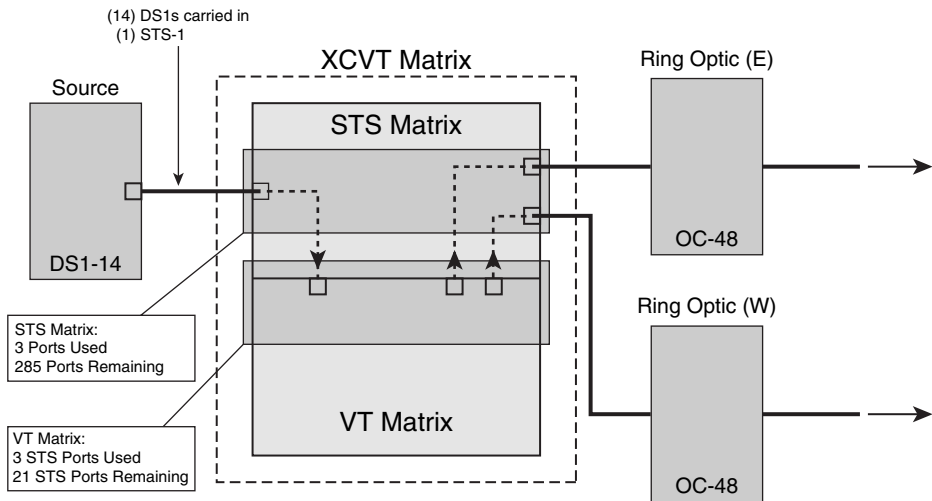 (14) DS1s carried in
(1) STS-1
XCVT Matrix
Ring Optic (E)
Source
STS Matrix
DS1-14
OC-48
Ring Optic (W)
STS Matrix:
3 Ports Used
285 Ports Remaining
VT Matrix
VT Matrix:
3 STS Ports Used
21 STS Ports Remaining
OC-48